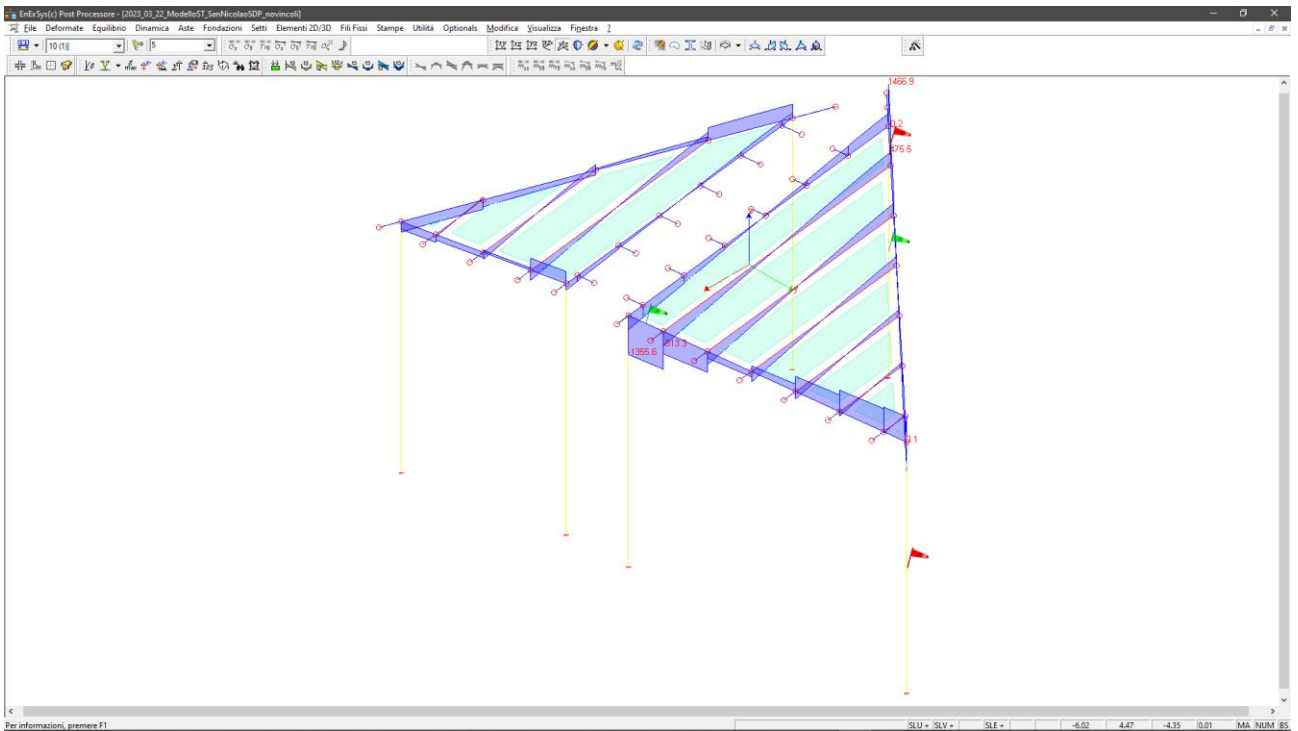 EnExSys(c) Post Processore - [2023_03_22_ModelloST_SanNicolaoSDP_novincoli]
File Deformate Equilibrio Dinamica Aste Fondazioni Setti Elementi 2D/3D Fili Fissi Stampe Utilità Optionals Modifica Visualizza Finestra ?
10 (1)| 5
1466.9
475.5
1355.6
Per informazioni, premere F1
SLU + SLV + SLE + -6.02 4.47 -4.35 0.01 MA NUM BS